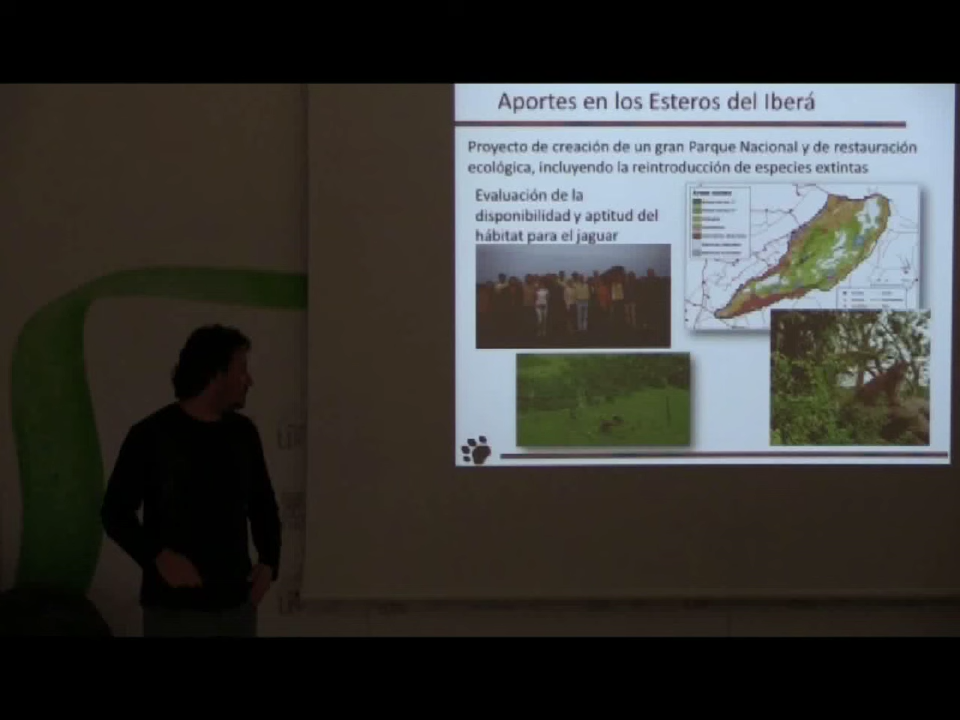 Aportes en los Esteros del Iberá
Proyecto de creación de un gran Parque Nacional y de restauración
ecológica, incluyendo la reintroducción de especies extintas
Evaluación de la
disponibilidad y aptitud del
hábitat para el jaguar